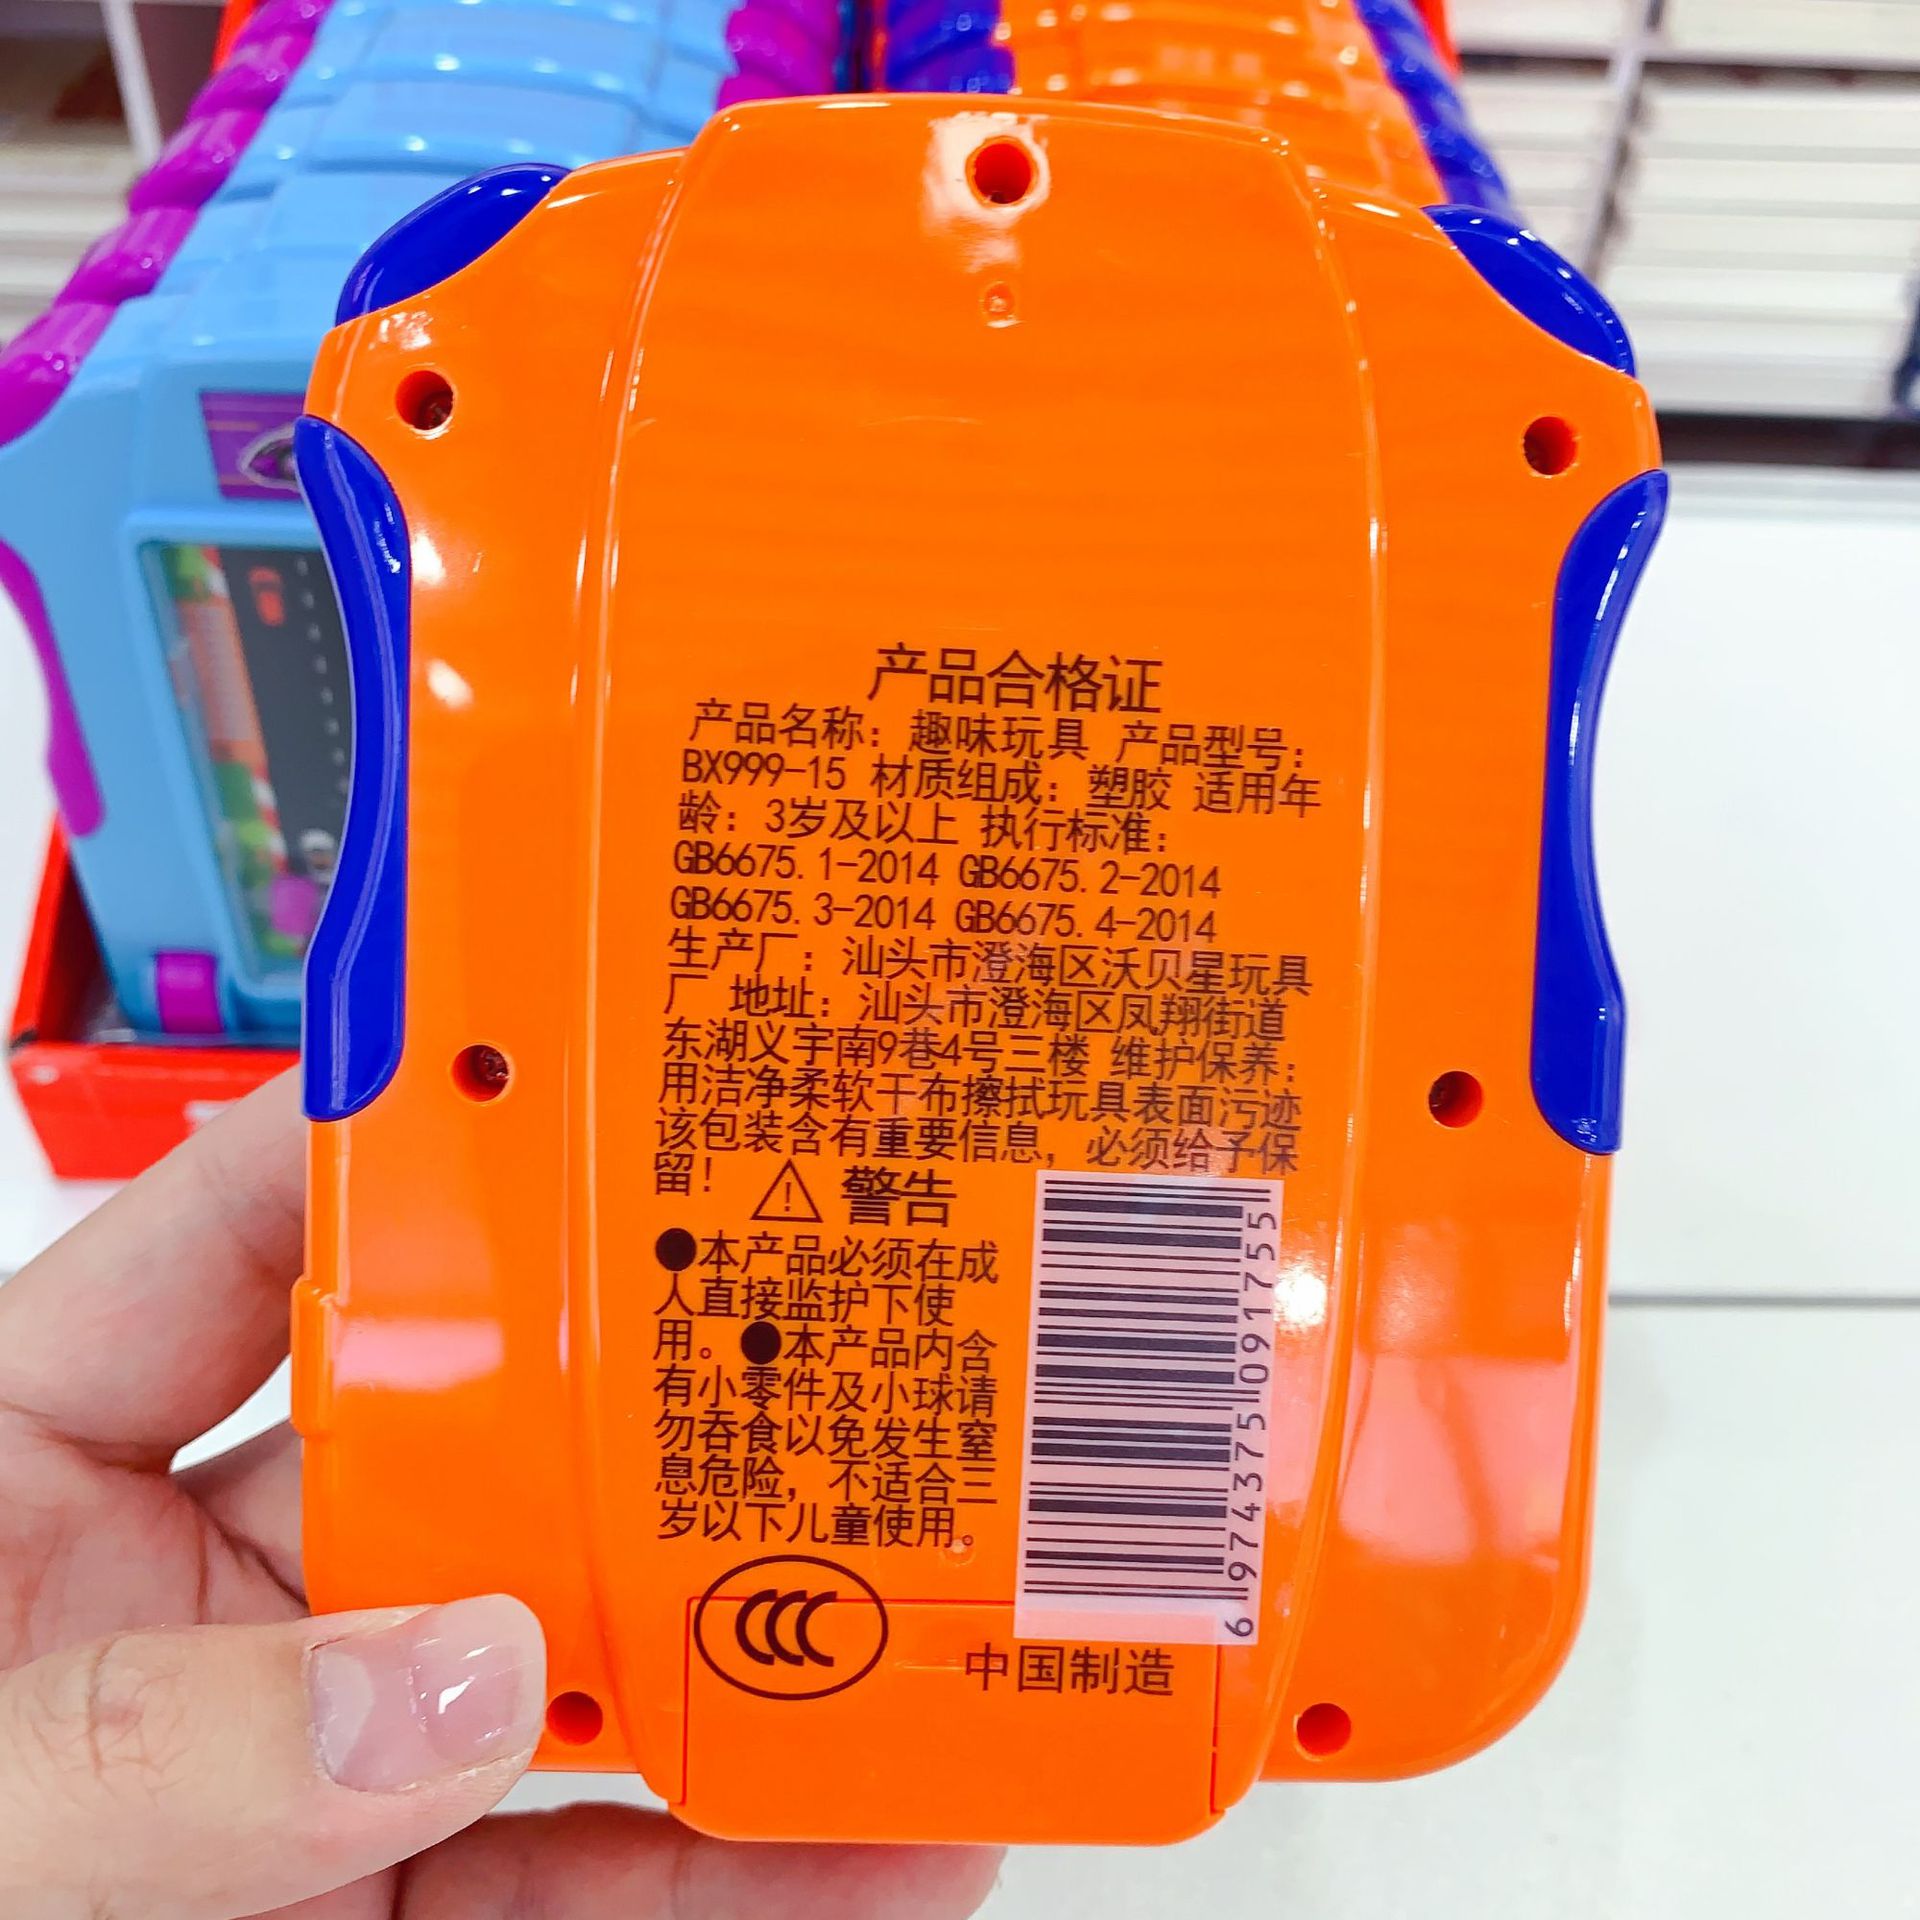 产品合格证
产品名称：趣味玩具 产品型号：
BX999-15 材质组成：塑胶 适用年
龄：3岁及以上 执行标准：
GB6675.1-2014 GB6675.2-2014
GB6675.3-2014 GB6675.4-2014
生产厂：汕头市澄海区沃贝星玩具
厂 地址：汕头市澄海区凤翔街道
东湖义宇南9巷4号三楼 维护保养：
用洁净柔软干布擦拭玩具表面污迹
该包装含有重要信息，必须给予保
留！
警告
●本产品必须在成
人直接监护下使
用。●本产品内含
有小零件及小球请
勿吞食以免发生窒
息危险，不适合三
岁以下儿童使用。
6 974375 091755
CCC
中国制造